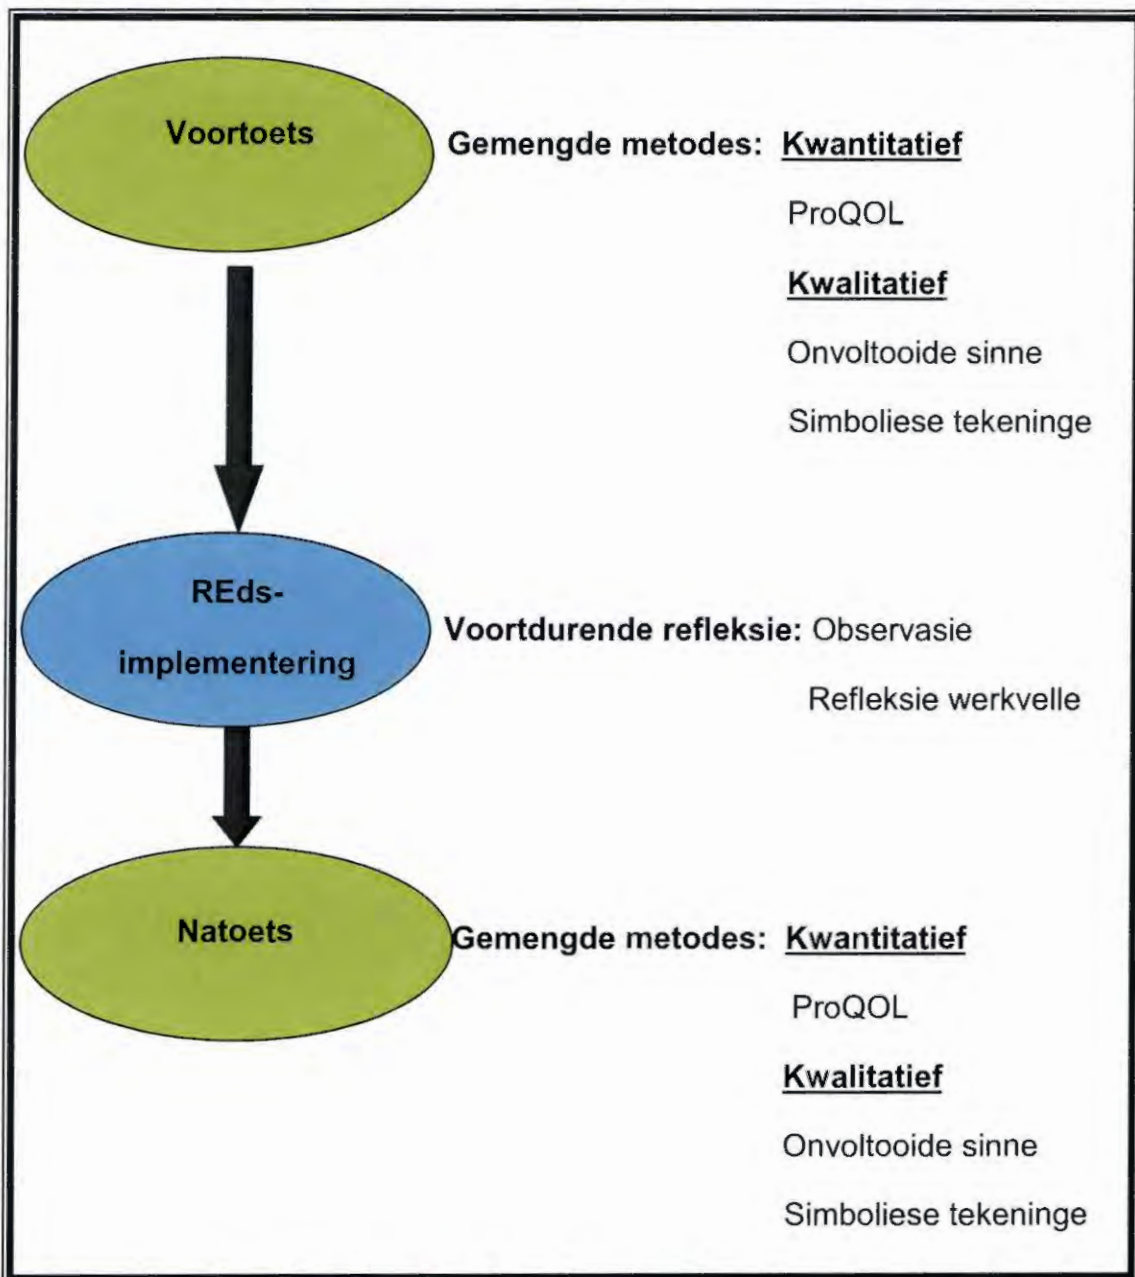 Voortoets
Gemengde metodes: Kwantitatief
ProQOL
Kwalitatief
Onvoltooide sinne
Simboliese tekeninge
REds-
implementering
Voortdurende refleksie: Observasie
Refleksie werkvelle
Natoets
Gemengde metodes: Kwantitatief
ProQOL
Kwalitatief
Onvoltooide sinne
Simboliese tekeninge